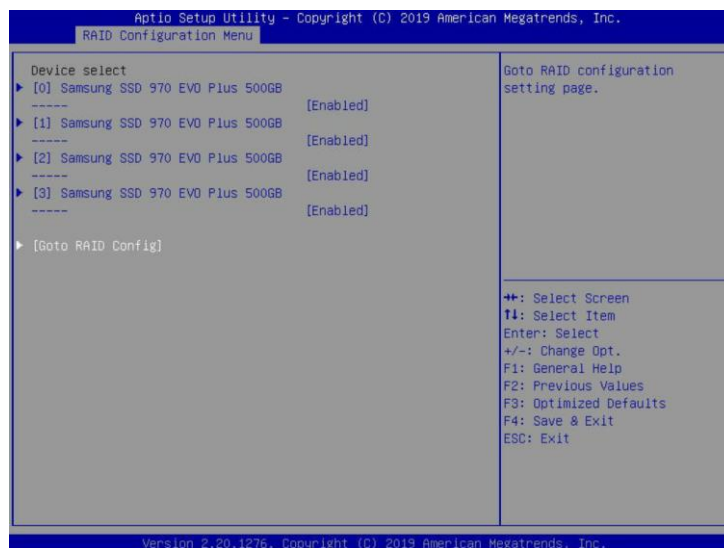 Aptio Setup Utility – Copyright (C) 2019 American Megatrends, Inc.
RAID Configuration Menu
Device select
[0] Samsung SSD 970 EVO Plus 500GB
----- [Enabled]
[1] Samsung SSD 970 EVO Plus 500GB
----- [Enabled]
[2] Samsung SSD 970 EVO Plus 500GB
----- [Enabled]
[3] Samsung SSD 970 EVO Plus 500GB
----- [Enabled]
[Goto RAID Config]
Goto RAID configuration
setting page.
→←: Select Screen
↑↓: Select Item
Enter: Select
+/-: Change Opt.
F1: General Help
F2: Previous Values
F3: Optimized Defaults
F4: Save & Exit
ESC: Exit
Version 2.20.1276. Copyright (C) 2019 American Megatrends, Inc.